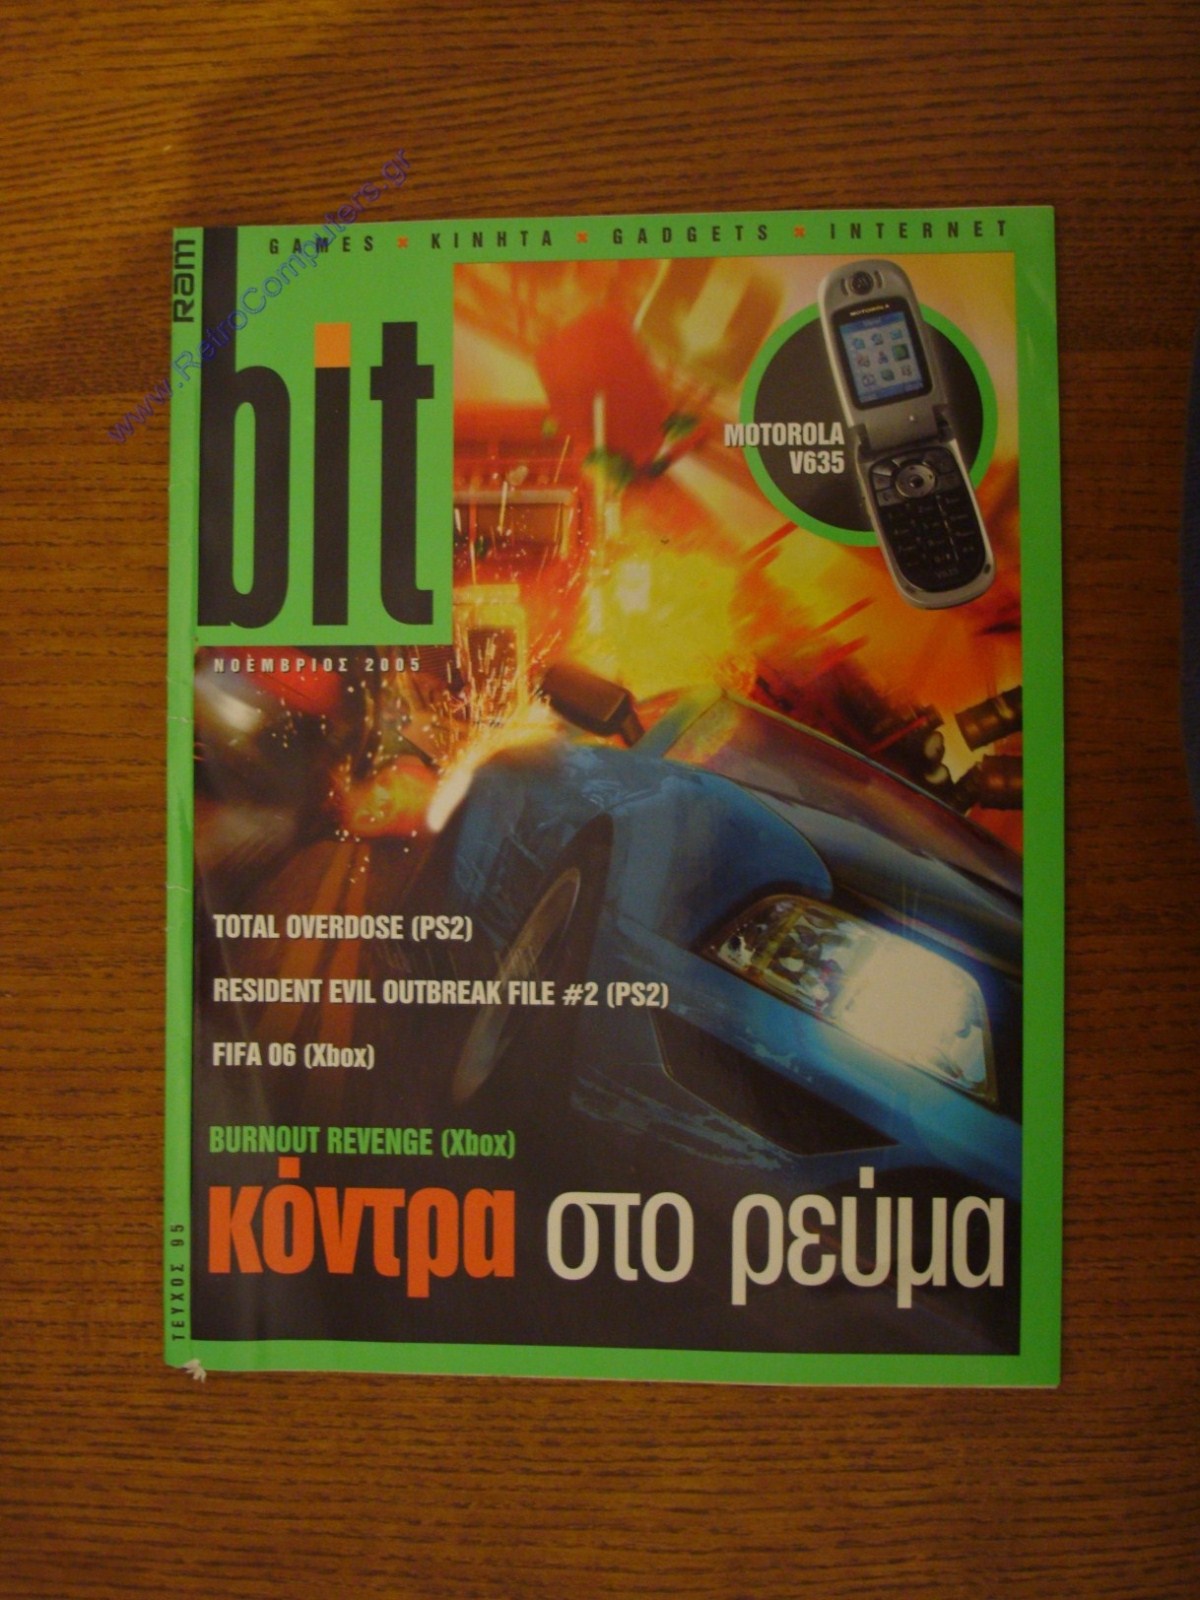 www.RetroComputers.gr
GAMES × ΚΙΝΗΤΑ × GADGETS × INTERNET
RAM
bit
MOTOROLA
MOTOROLA
V635
ΝΟΕΜΒΡΙΟΣ 2005
TOTAL OVERDOSE (PS2)
RESIDENT EVIL OUTBREAK FILE #2 (PS2)
FIFA 06 (Xbox)
BURNOUT REVENGE (Xbox)
κόντρα στο ρεύμα
ΤΕΥΧΟΣ 95